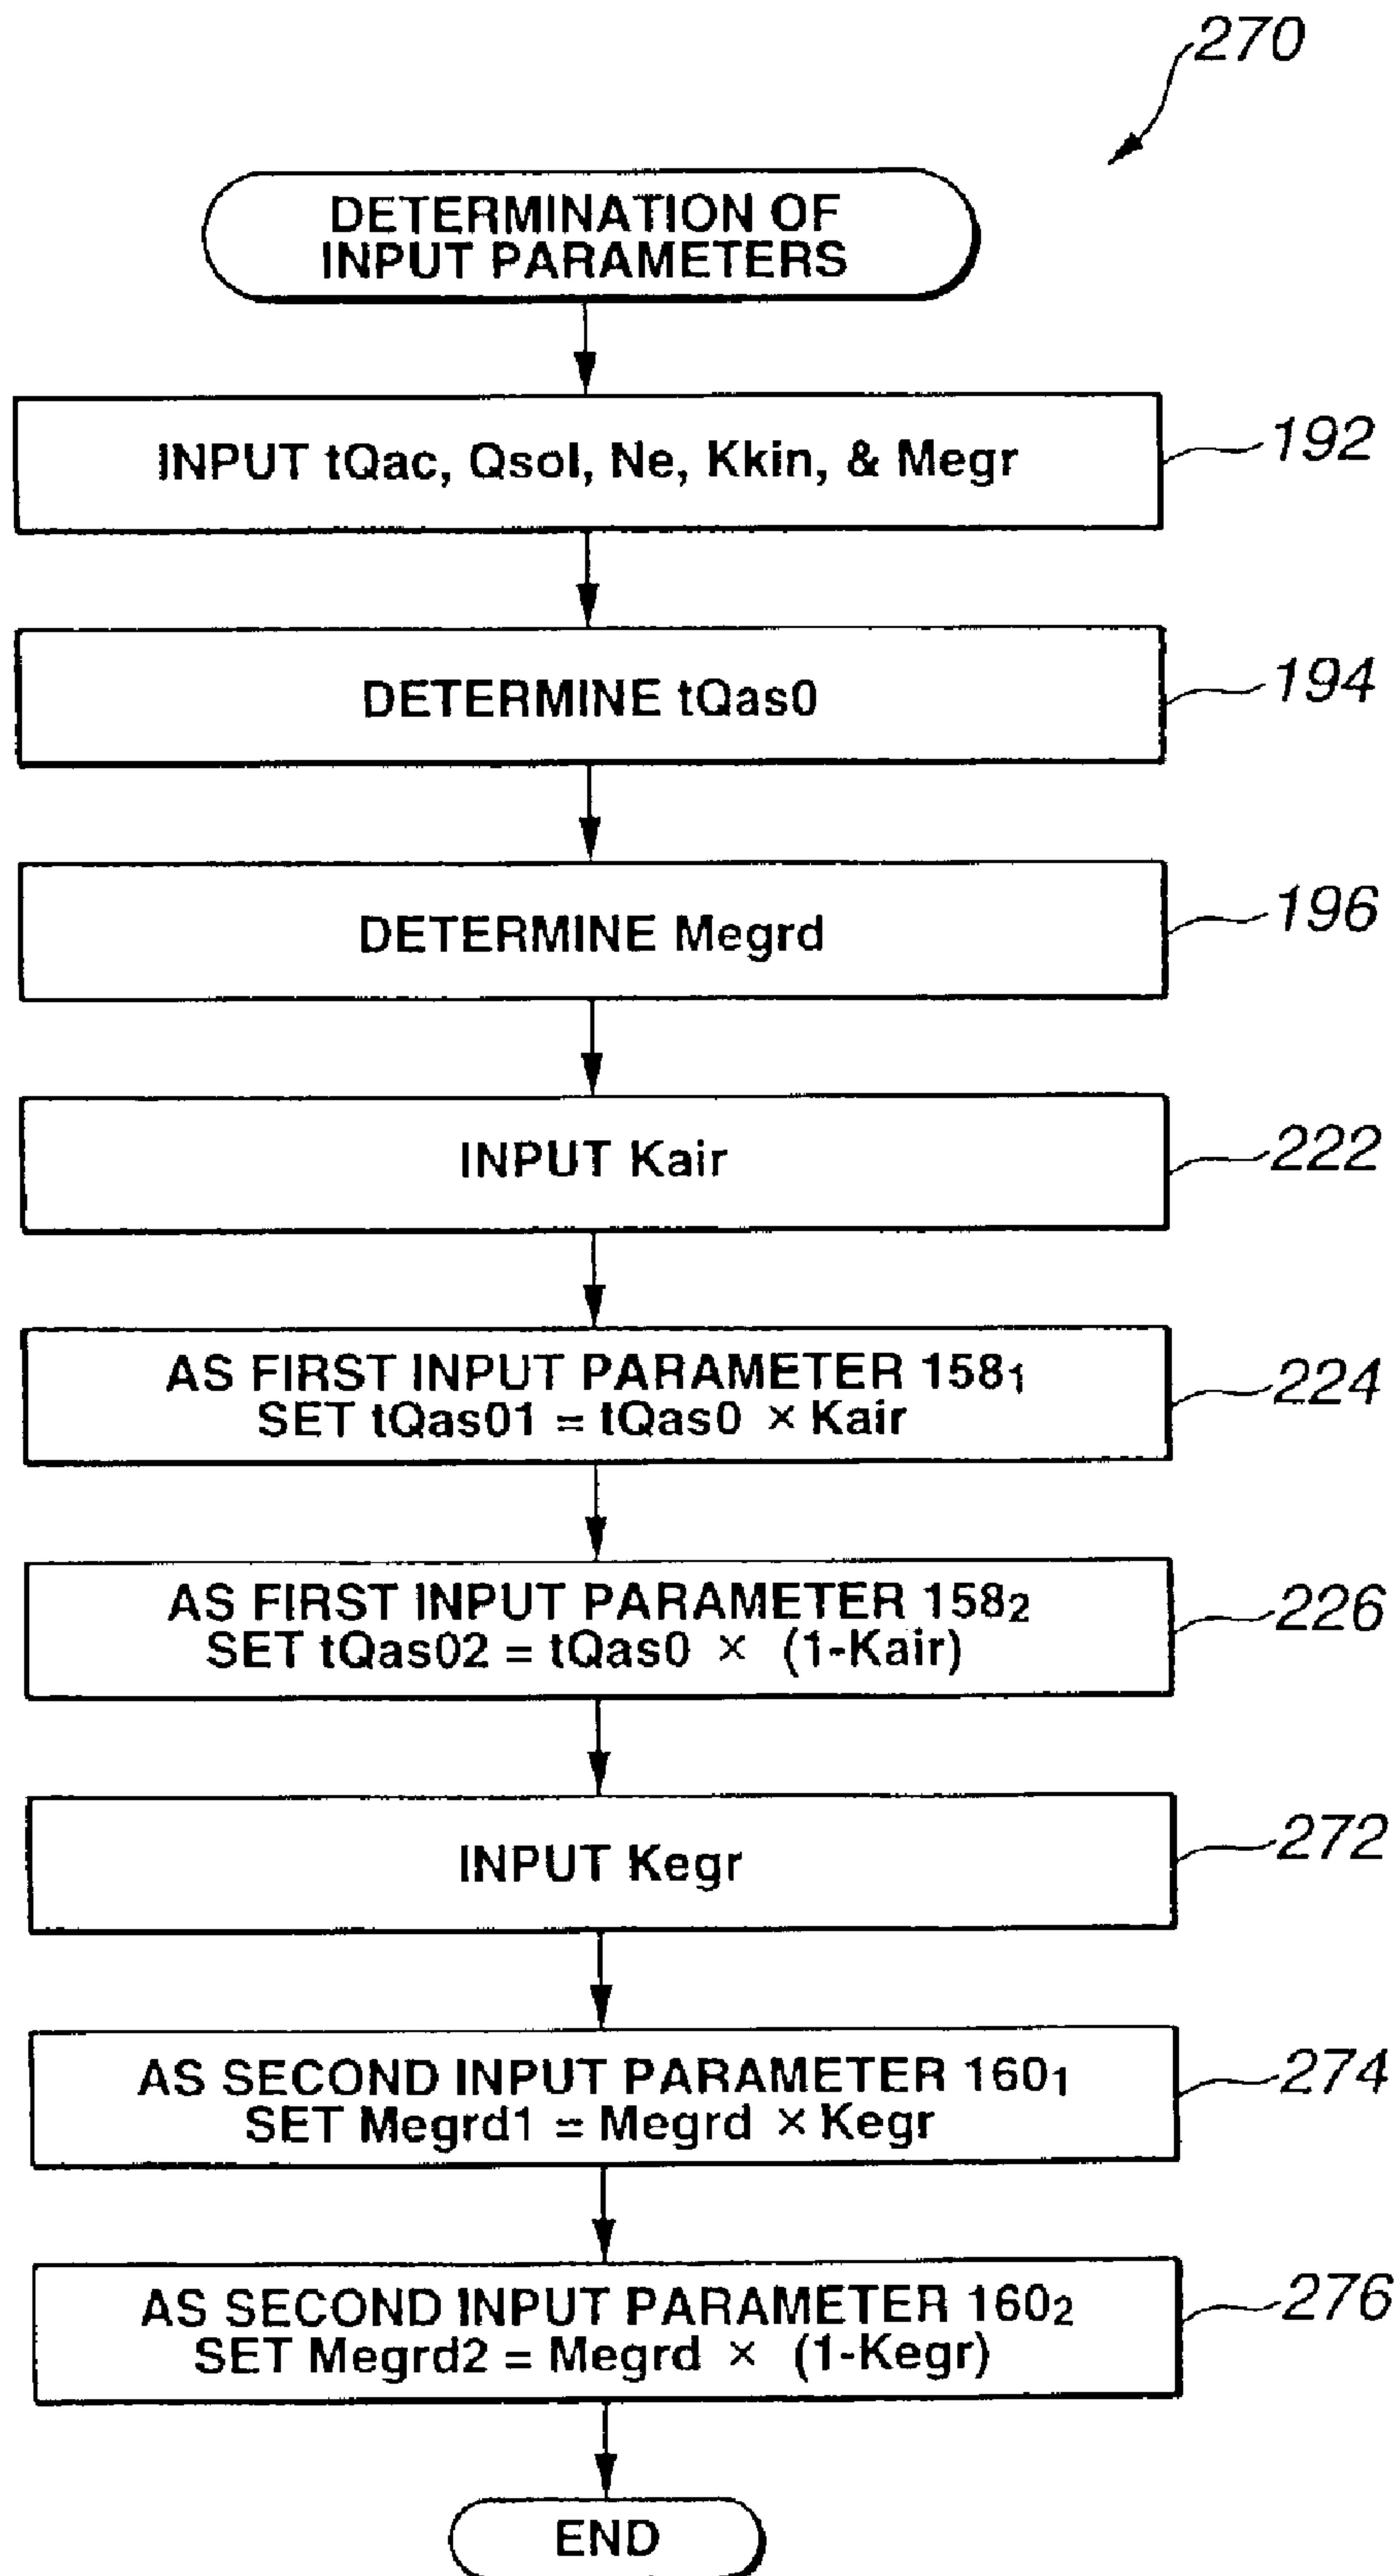 270
DETERMINATION OF
INPUT PARAMETERS
INPUT tQac, Qsol, Ne, Kkin, & Megr
192
DETERMINE tQas0
194
DETERMINE Megrd
196
INPUT Kair
222
AS FIRST INPUT PARAMETER 158₁
SET tQas01 = tQas0 × Kair
224
AS FIRST INPUT PARAMETER 158₂
SET tQas02 = tQas0 × (1-Kair)
226
INPUT Kegr
272
AS SECOND INPUT PARAMETER 160₁
SET Megrd1 = Megrd × Kegr
274
AS SECOND INPUT PARAMETER 160₂
SET Megrd2 = Megrd × (1-Kegr)
276
END